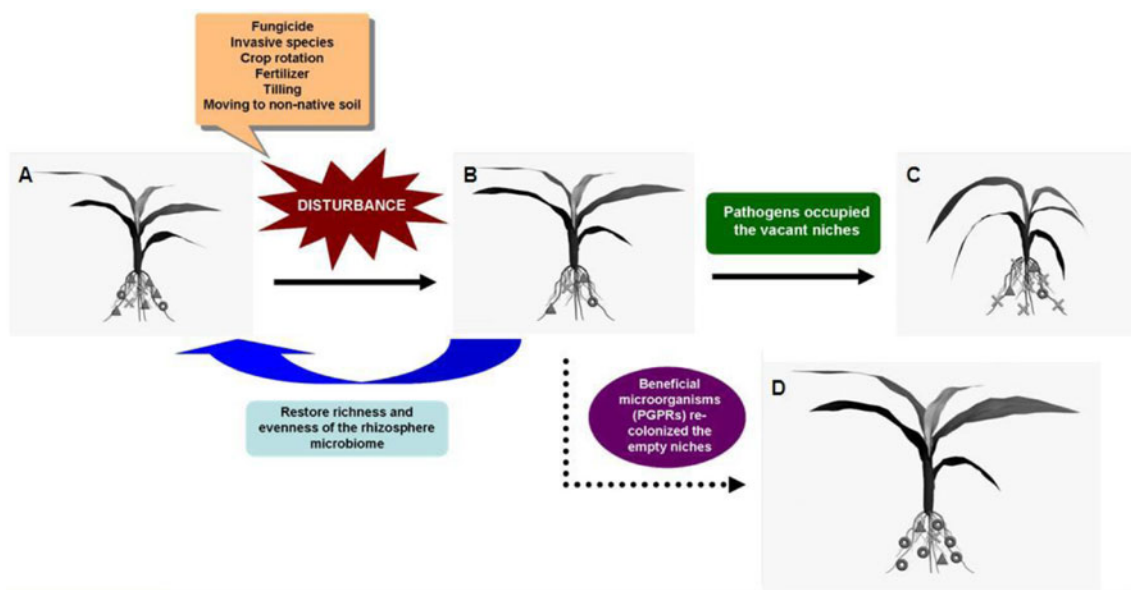 Fungicide
Invasive species
Crop rotation
Fertilizer
Tilling
Moving to non-native soil
A
DISTURBANCE
B
Pathogens occupied
the vacant niches
C
Restore richness and
evenness of the rhizosphere
microbiome
Beneficial
microorganisms
(PGPRs) re-
colonized the
empty niches
D